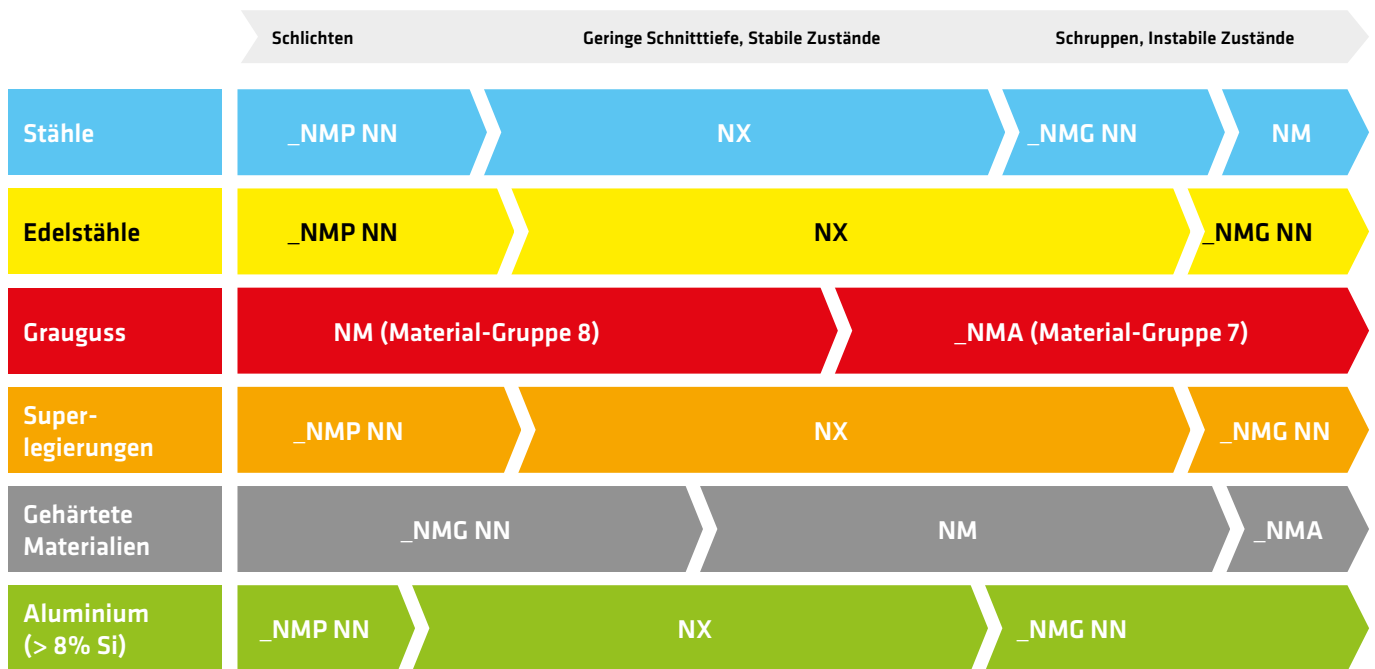 Schlichten
Geringe Schnitttiefe, Stabile Zustände
Schruppen, Instabile Zustände
Stähle
_NMP NN
NX
_NMG NN
NM
Edelstähle
_NMP NN
NX
_NMG NN
Grauguss
NM (Material-Gruppe 8)
_NMA (Material-Gruppe 7)
Super-
legierungen
_NMP NN
NX
_NMG NN
Gehärtete
Materialien
_NMG NN
NM
_NMA
Aluminium
(> 8% Si)
_NMP NN
NX
_NMG NN